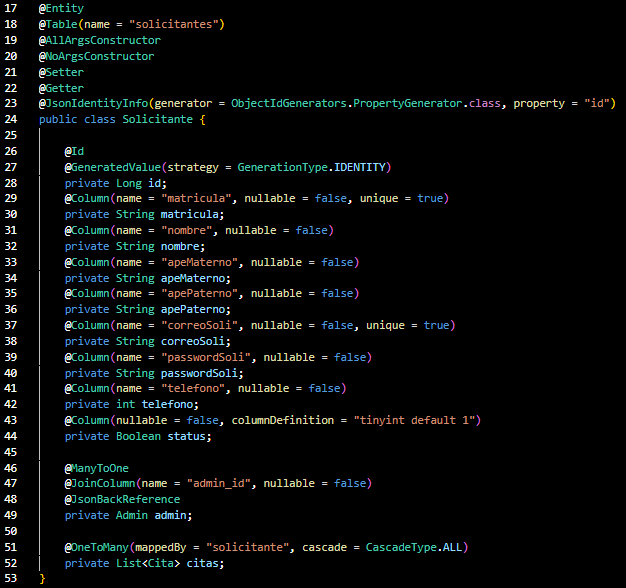 17 @Entity
18 @Table(name = "solicitantes")
19 @AllArgsConstructor
20 @NoArgsConstructor
21 @Setter
22 @Getter
23 @JsonIdentityInfo(generator = ObjectIdGenerators.PropertyGenerator.class, property = "id")
24 public class Solicitante {
25
26     @Id
27     @GeneratedValue(strategy = GenerationType.IDENTITY)
28     private Long id;
29     @Column(name = "matricula", nullable = false, unique = true)
30     private String matricula;
31     @Column(name = "nombre", nullable = false)
32     private String nombre;
33     @Column(name = "apeMaterno", nullable = false)
34     private String apeMaterno;
35     @Column(name = "apePaterno", nullable = false)
36     private String apePaterno;
37     @Column(name = "correoSoli", nullable = false, unique = true)
38     private String correoSoli;
39     @Column(name = "passwordSoli", nullable = false)
40     private String passwordSoli;
41     @Column(name = "telefono", nullable = false)
42     private int telefono;
43     @Column(nullable = false, columnDefinition = "tinyint default 1")
44     private Boolean status;
45
46     @ManyToOne
47     @JoinColumn(name = "admin_id", nullable = false)
48     @JsonBackReference
49     private Admin admin;
50
51     @OneToMany(mappedBy = "solicitante", cascade = CascadeType.ALL)
52     private List<Cita> citas;
53 }